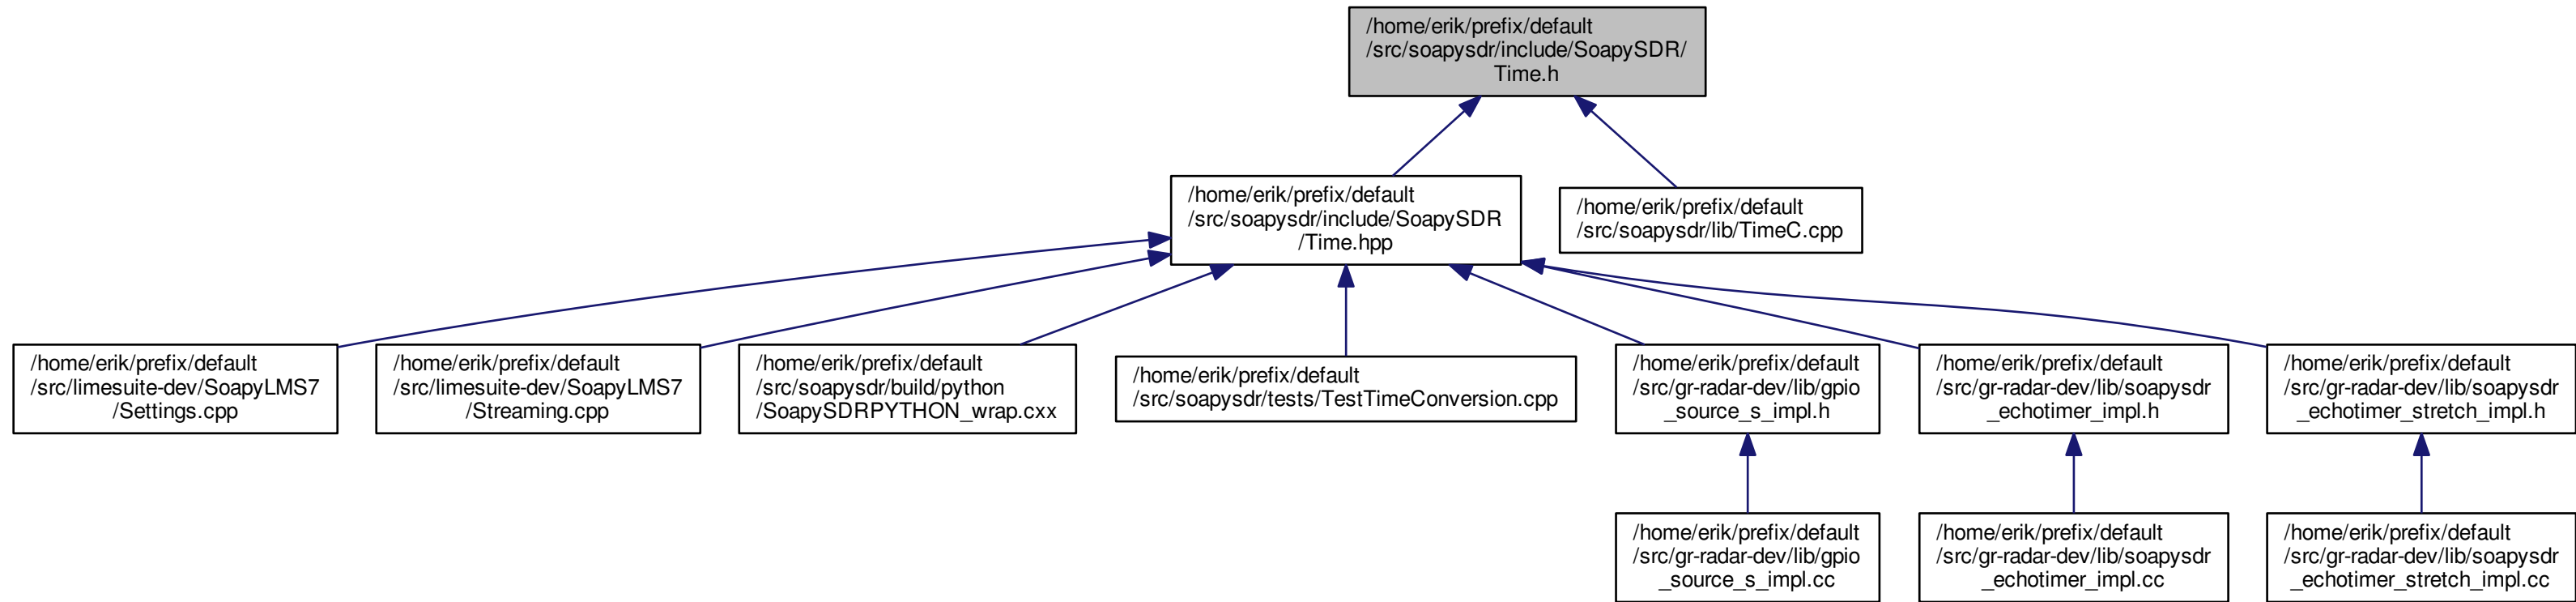 /home/erik/prefix/default
/src/soapysdr/include/SoapySDR/
Time.h
/home/erik/prefix/default
/src/soapysdr/include/SoapySDR
/Time.hpp
/home/erik/prefix/default
/src/soapysdr/lib/TimeC.cpp
/home/erik/prefix/default
/src/limesuite-dev/SoapyLMS7
/Settings.cpp
/home/erik/prefix/default
/src/limesuite-dev/SoapyLMS7
/Streaming.cpp
/home/erik/prefix/default
/src/soapysdr/build/python
/SoapySDRPYTHON_wrap.cxx
/home/erik/prefix/default
/src/soapysdr/tests/TestTimeConversion.cpp
/home/erik/prefix/default
/src/gr-radar-dev/lib/gpio
_source_s_impl.h
/home/erik/prefix/default
/src/gr-radar-dev/lib/soapysdr
_echotimer_impl.h
/home/erik/prefix/default
/src/gr-radar-dev/lib/soapysdr
_echotimer_stretch_impl.h
/home/erik/prefix/default
/src/gr-radar-dev/lib/gpio
_source_s_impl.cc
/home/erik/prefix/default
/src/gr-radar-dev/lib/soapysdr
_echotimer_impl.cc
/home/erik/prefix/default
/src/gr-radar-dev/lib/soapysdr
_echotimer_stretch_impl.cc